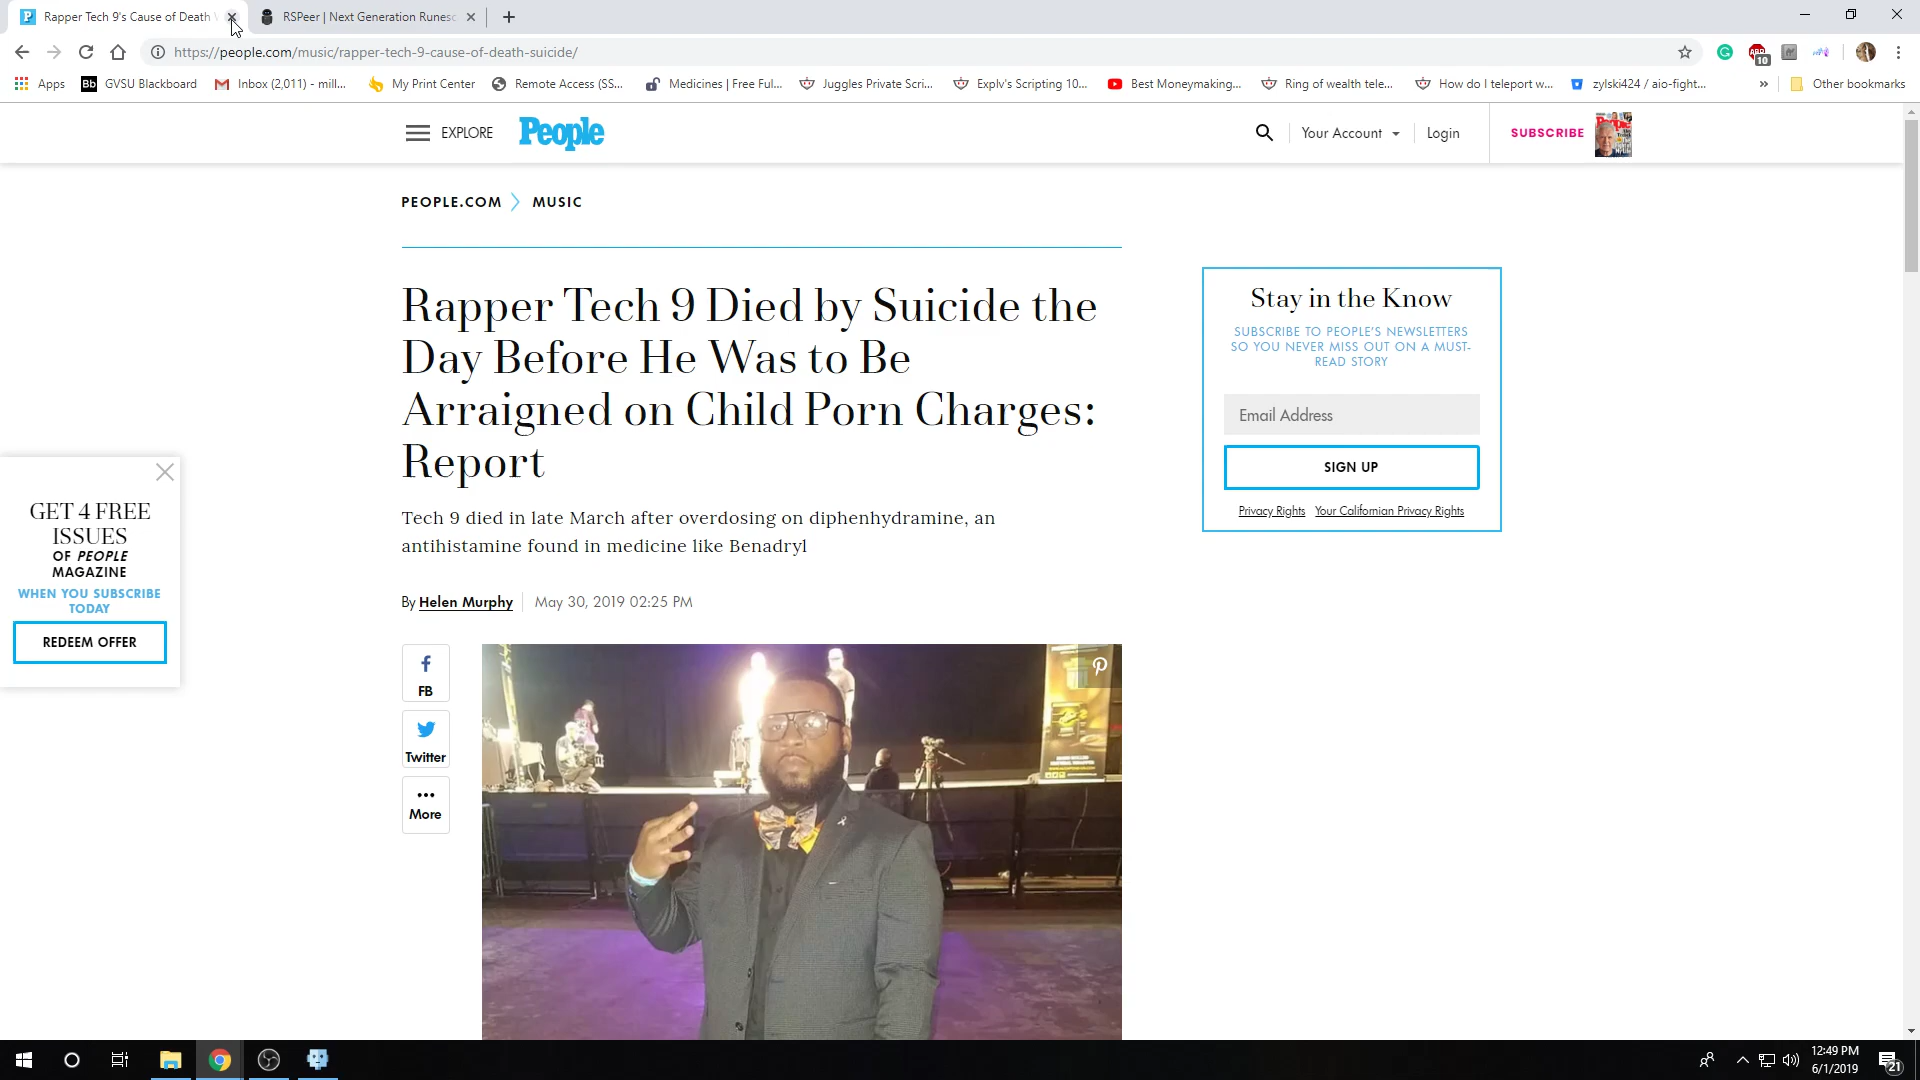 Rapper Tech 9's Cause of Death
RSPeer | Next Generation Runesc
https://people.com/music/rapper-tech-9-cause-of-death-suicide/
10
Apps
Bb
GVSU Blackboard
Inbox (2,011) - mill...
My Print Center
Remote Access (SS...
Medicines | Free Ful...
Juggles Private Scri...
Explv's Scripting 10...
Best Moneymaking...
Ring of wealth tele...
How do I teleport w...
zylski424 / aio-fight...
»
Other bookmarks
EXPLORE
People
Your Account
Login
SUBSCRIBE
PEOPLE.COM
MUSIC
Rapper Tech 9 Died by Suicide the
Day Before He Was to Be
Arraigned on Child Porn Charges:
Report
Tech 9 died in late March after overdosing on diphenhydramine, an
antihistamine found in medicine like Benadryl
By Helen Murphy
May 30, 2019 02:25 PM
FB
Twitter
More
Stay in the Know
SUBSCRIBE TO PEOPLE'S NEWSLETTERS
SO YOU NEVER MISS OUT ON A MUST-
READ STORY
Email Address
SIGN UP
Privacy Rights
Your Californian Privacy Rights
GET 4 FREE
ISSUES
OF PEOPLE
MAGAZINE
WHEN YOU SUBSCRIBE
TODAY
REDEEM OFFER
12:49 PM
6/1/2019
21